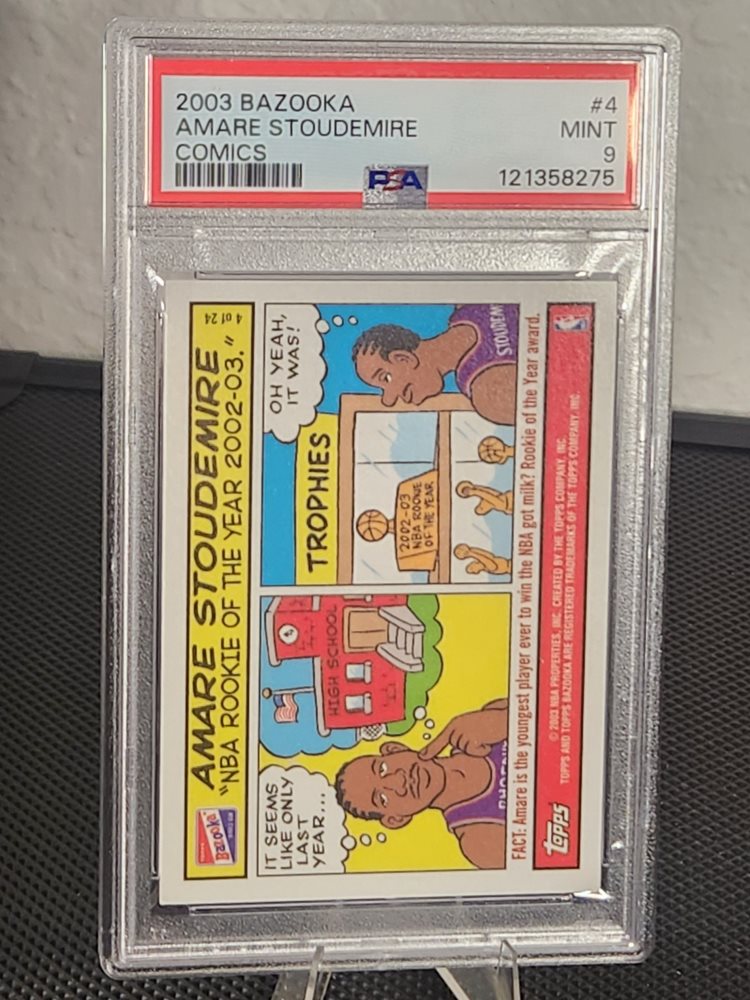 2003 BAZOOKA #4
AMARE STOUDEMIRE MINT
COMICS 9
PSA 121358275
Bazooka
AMARE STOUDEMIRE
4 of 24
"NBA ROOKIE OF THE YEAR 2002-03."
IT SEEMS
LIKE ONLY
LAST
YEAR...
HIGH SCHOOL
PHOENI
TROPHIES
2002-03
NBA ROOKIE
OF THE YEAR
OH YEAH,
IT WAS!
STOUDEM
FACT: Amare is the youngest player ever to win the NBA got milk? Rookie of the Year award.
Topps
© 2003 NBA PROPERTIES, INC. CREATED BY THE TOPPS COMPANY, INC.
TOPPS AND TOPPS BAZOOKA ARE REGISTERED TRADEMARKS OF THE TOPPS COMPANY, INC.